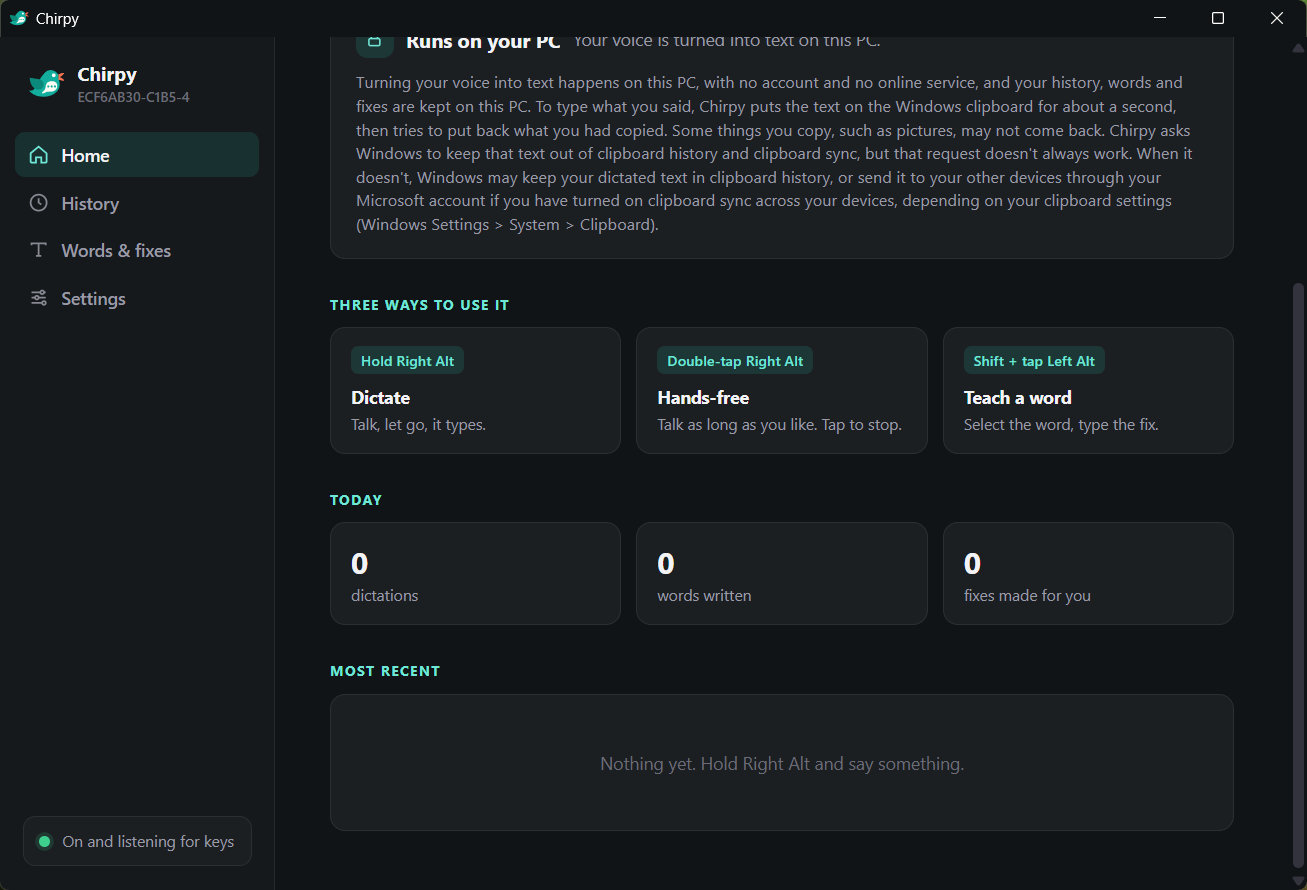 Chirpy
Chirpy
ECF6AB30-C1B5-4
Home
History
Words & fixes
Settings
On and listening for keys
Runs on your PC Your voice is turned into text on this PC.
Turning your voice into text happens on this PC, with no account and no online service, and your history, words and
fixes are kept on this PC. To type what you said, Chirpy puts the text on the Windows clipboard for about a second,
then tries to put back what you had copied. Some things you copy, such as pictures, may not come back. Chirpy asks
Windows to keep that text out of clipboard history and clipboard sync, but that request doesn't always work. When it
doesn't, Windows may keep your dictated text in clipboard history, or send it to your other devices through your
Microsoft account if you have turned on clipboard sync across your devices, depending on your clipboard settings
(Windows Settings > System > Clipboard).
THREE WAYS TO USE IT
Hold Right Alt
Dictate
Talk, let go, it types.
Double-tap Right Alt
Hands-free
Talk as long as you like. Tap to stop.
Shift + tap Left Alt
Teach a word
Select the word, type the fix.
TODAY
0
dictations
0
words written
0
fixes made for you
MOST RECENT
Nothing yet. Hold Right Alt and say something.